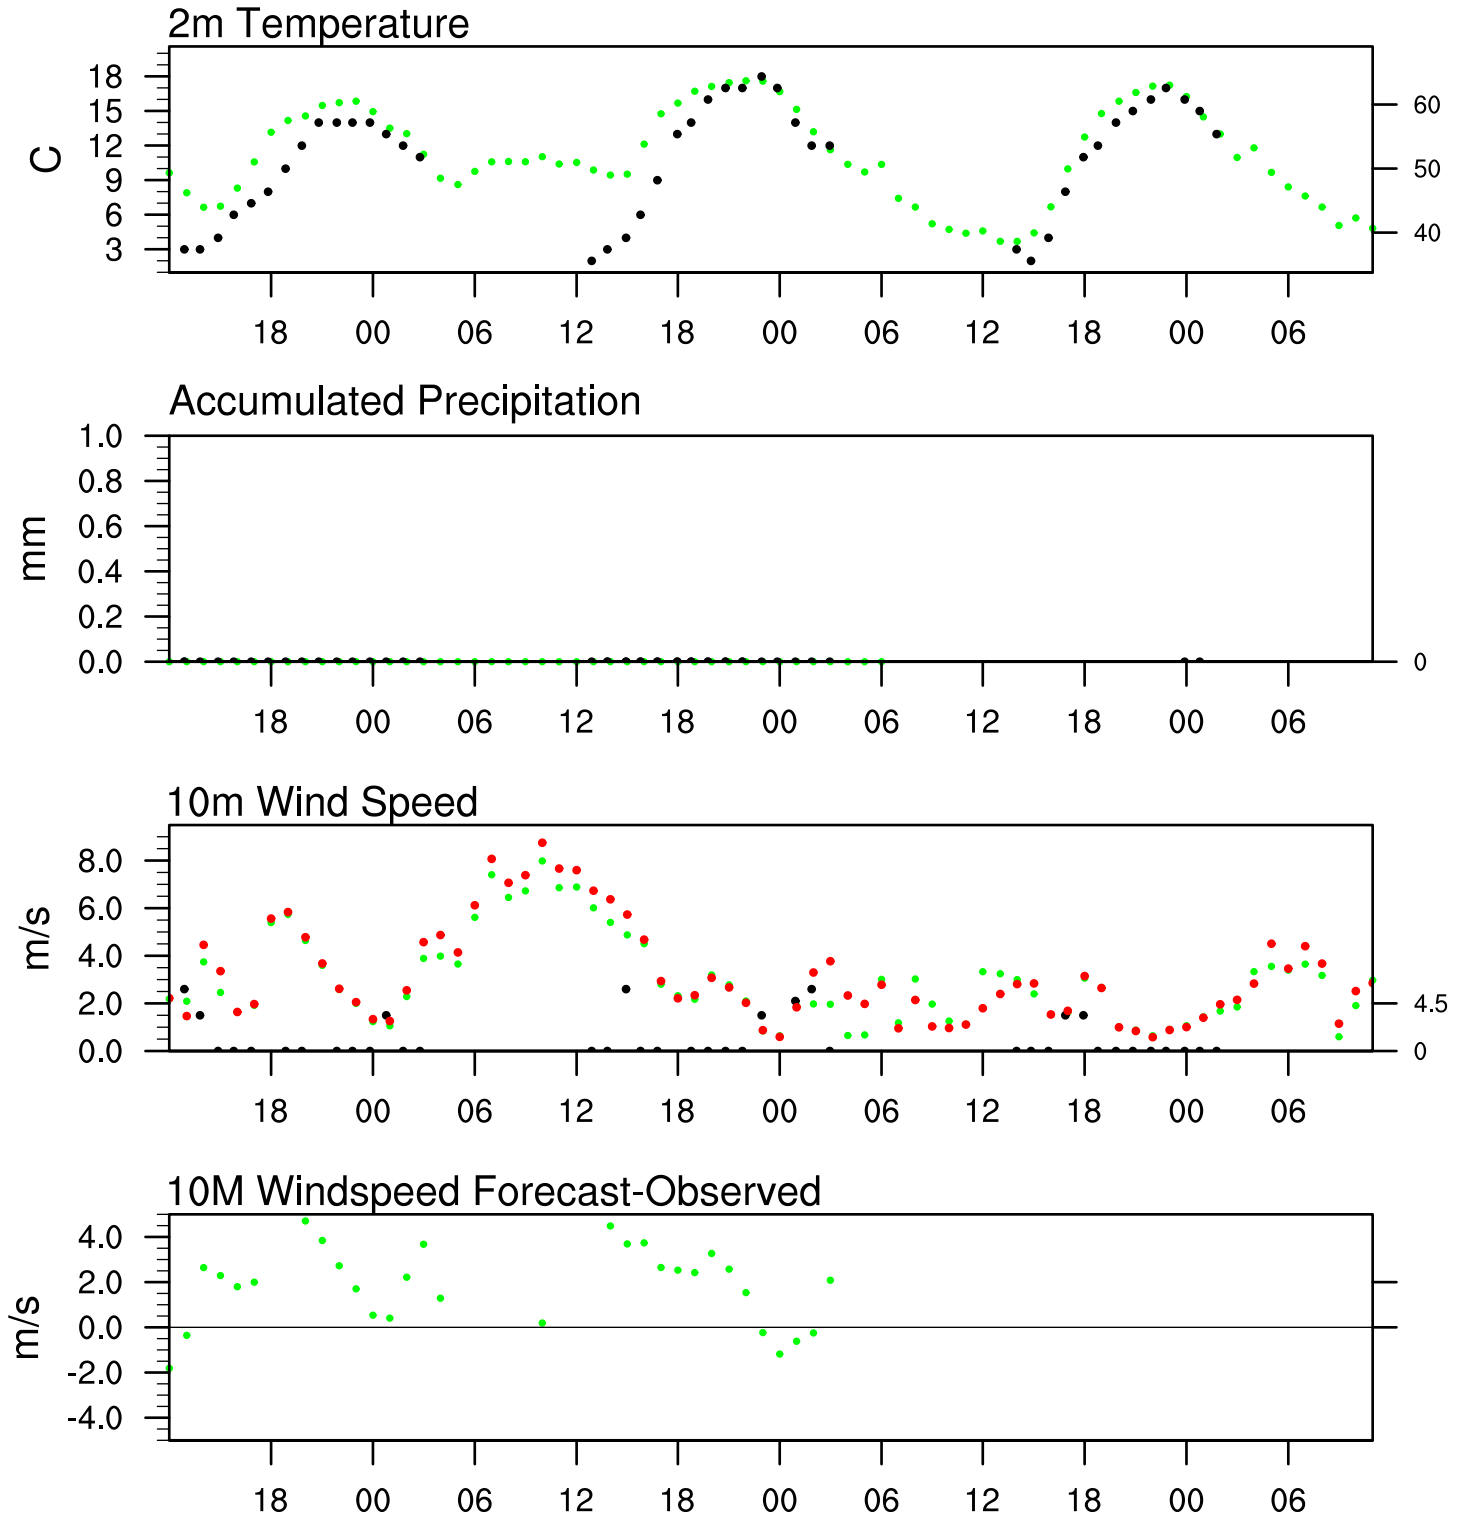 2m Temperature
18
15
12
9
6
3
C
60
50
40
18 00 06 12 18 00 06 12 18 00 06
Accumulated Precipitation
1.0
0.8
0.6
0.4
0.2
0.0
mm
0
18 00 06 12 18 00 06 12 18 00 06
10m Wind Speed
8.0
6.0
4.0
2.0
0.0
m/s
4.5
0
18 00 06 12 18 00 06 12 18 00 06
10M Windspeed Forecast-Observed
4.0
2.0
0.0
-2.0
-4.0
m/s
18 00 06 12 18 00 06 12 18 00 06